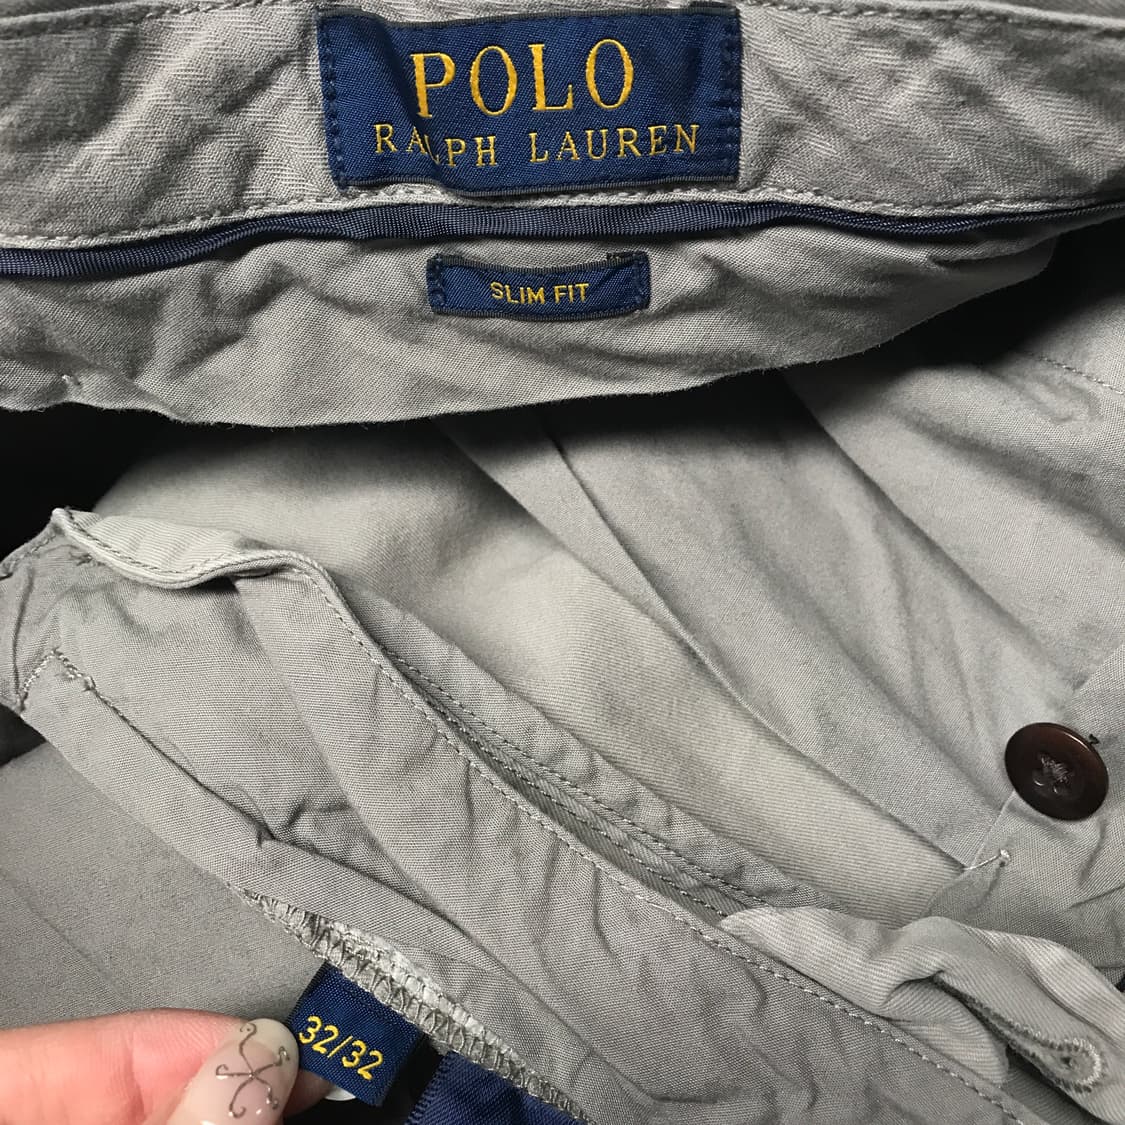 POLO
RALPH LAUREN
SLIM FIT
32/32